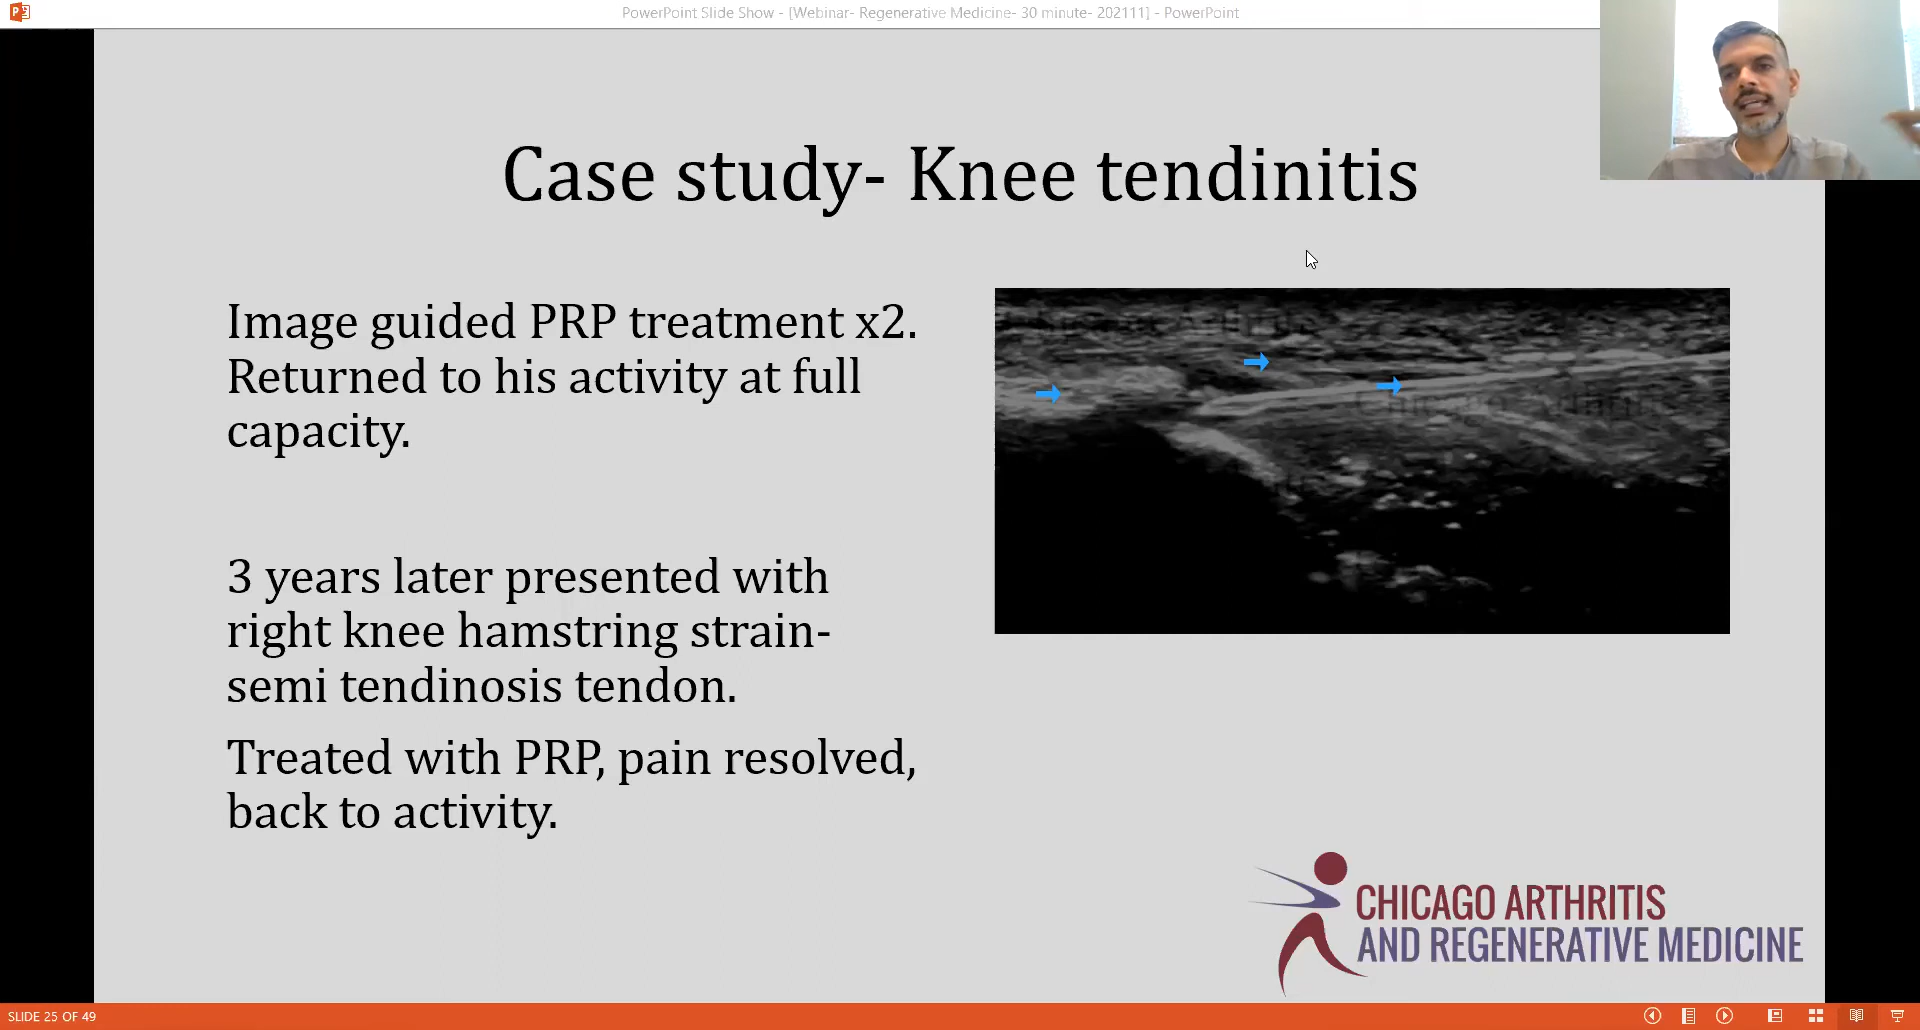 PowerPoint Slide Show - [Webinar- Regenerative Medicine- 30 minute- 202111] - PowerPoint
Case study- Knee tendinitis
Image guided PRP treatment x2.
Returned to his activity at full
capacity.
3 years later presented with
right knee hamstring strain-
semi tendinosis tendon.
Treated with PRP, pain resolved,
back to activity.
Chicago Arthritis
CHICAGO ARTHRITIS
AND REGENERATIVE MEDICINE
SLIDE 25 OF 49